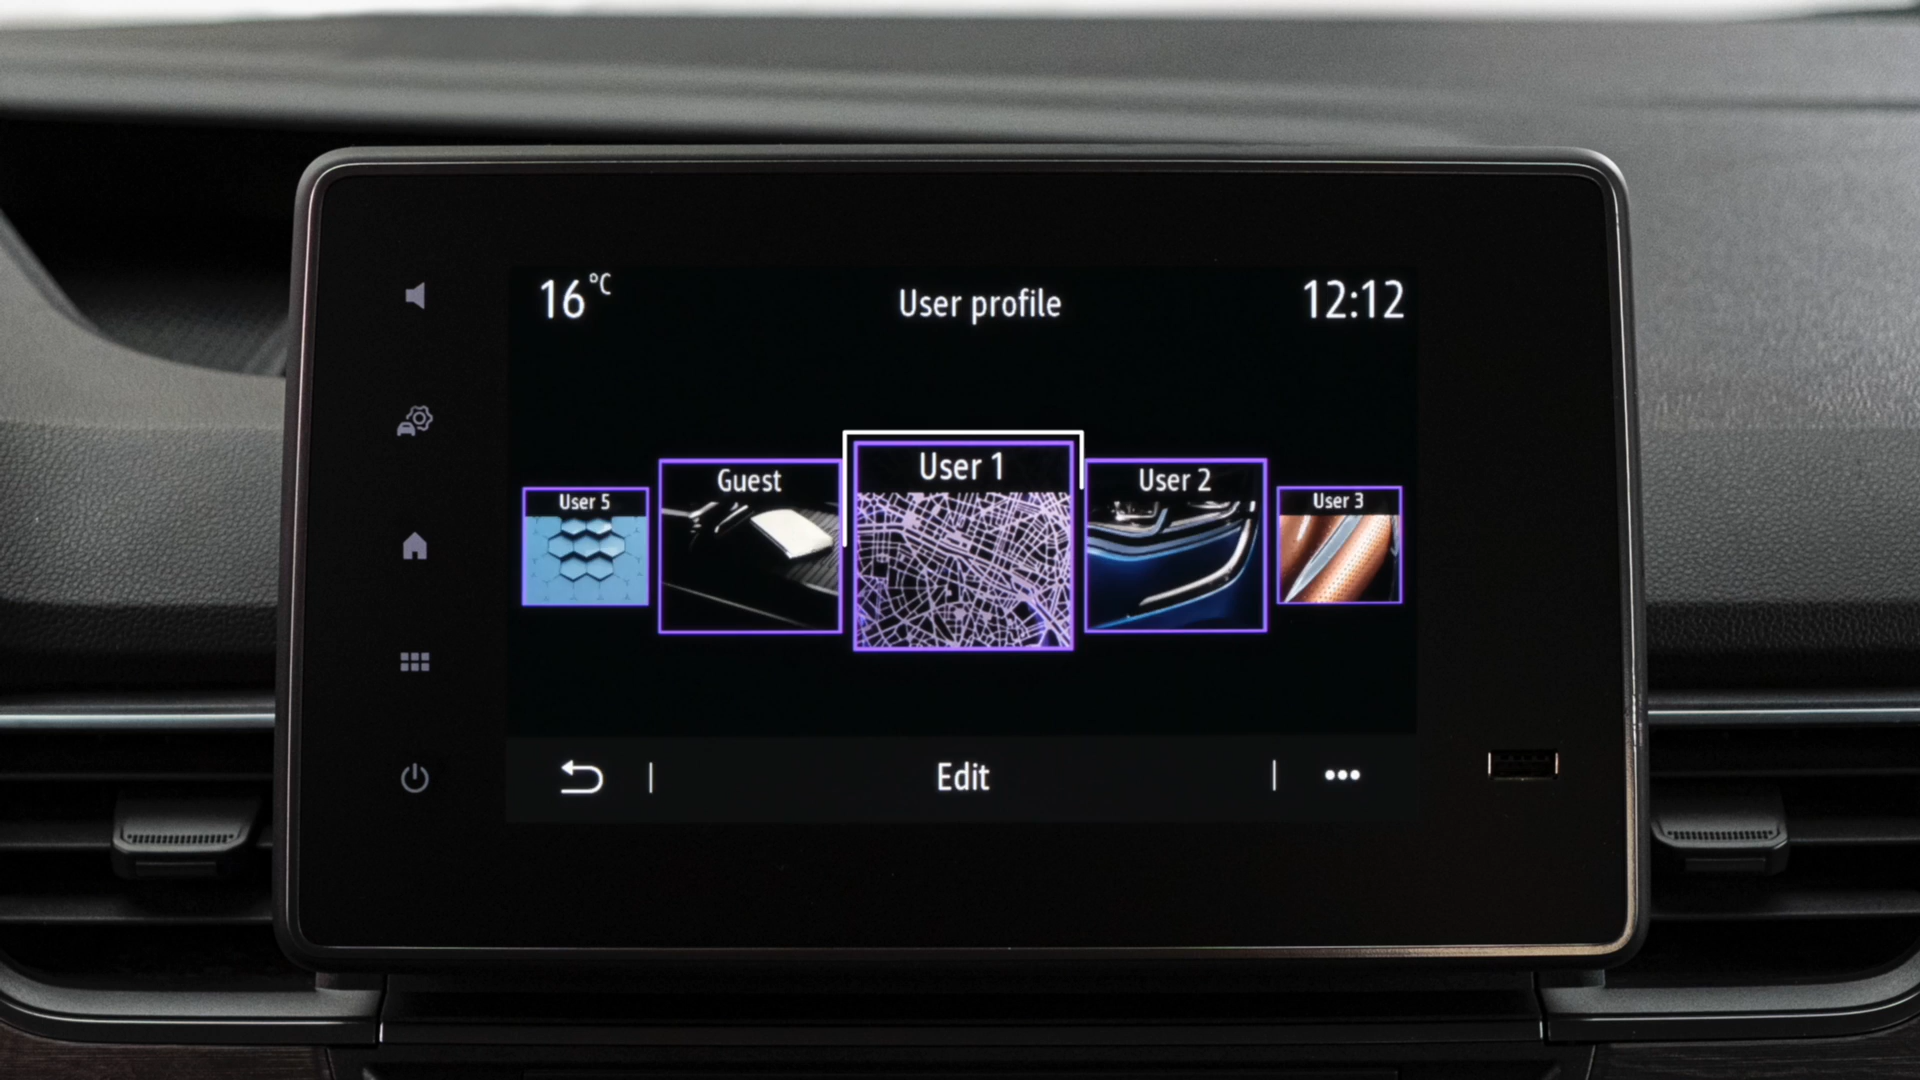 16 °C
User profile
12:12
User 5
Guest
User 1
User 2
User 3
Edit